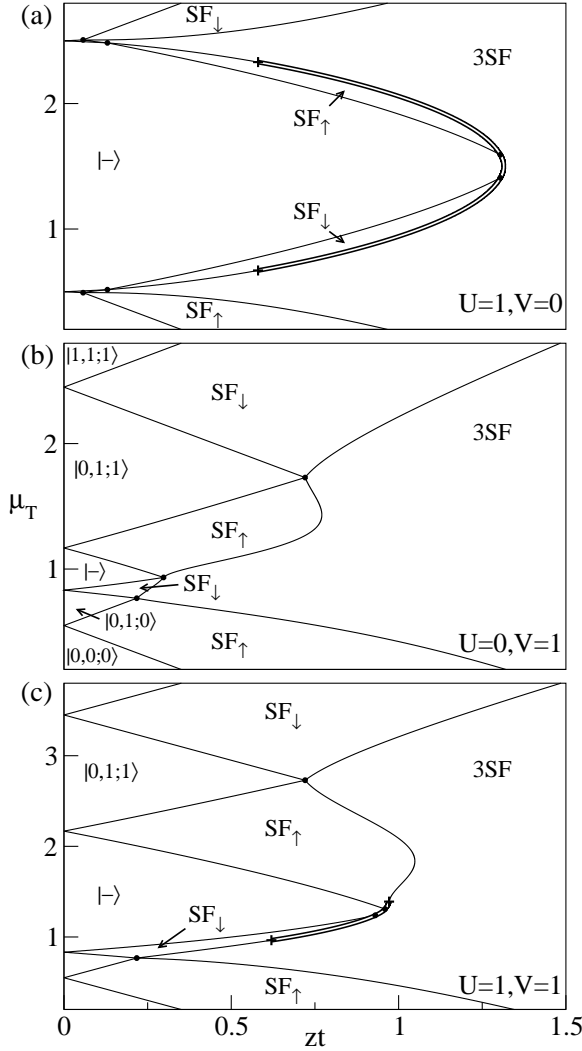 (a)
SF↓
3SF
2
SF↑
|−⟩
SF↓
1
SF↑
U=1,V=0
(b)
|1,1;1⟩
SF↓
2
3SF
|0,1;1⟩
μT
SF↑
1
|−⟩
SF↓
|0,1;0⟩
|0,0;0⟩
SF↑
U=0,V=1
(c)
SF↓
3
|0,1;1⟩
3SF
SF↑
2
|−⟩
SF↓
1
SF↑
U=1,V=1
0
0.5
1
1.5
zt